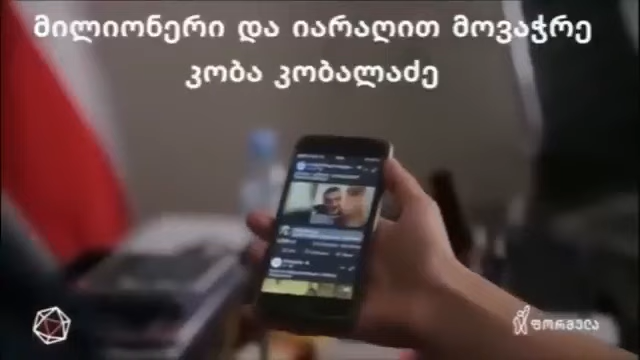 მილიონერი და იარაღით მოვაჭრე
კობა კობალაძე
ფორმულა